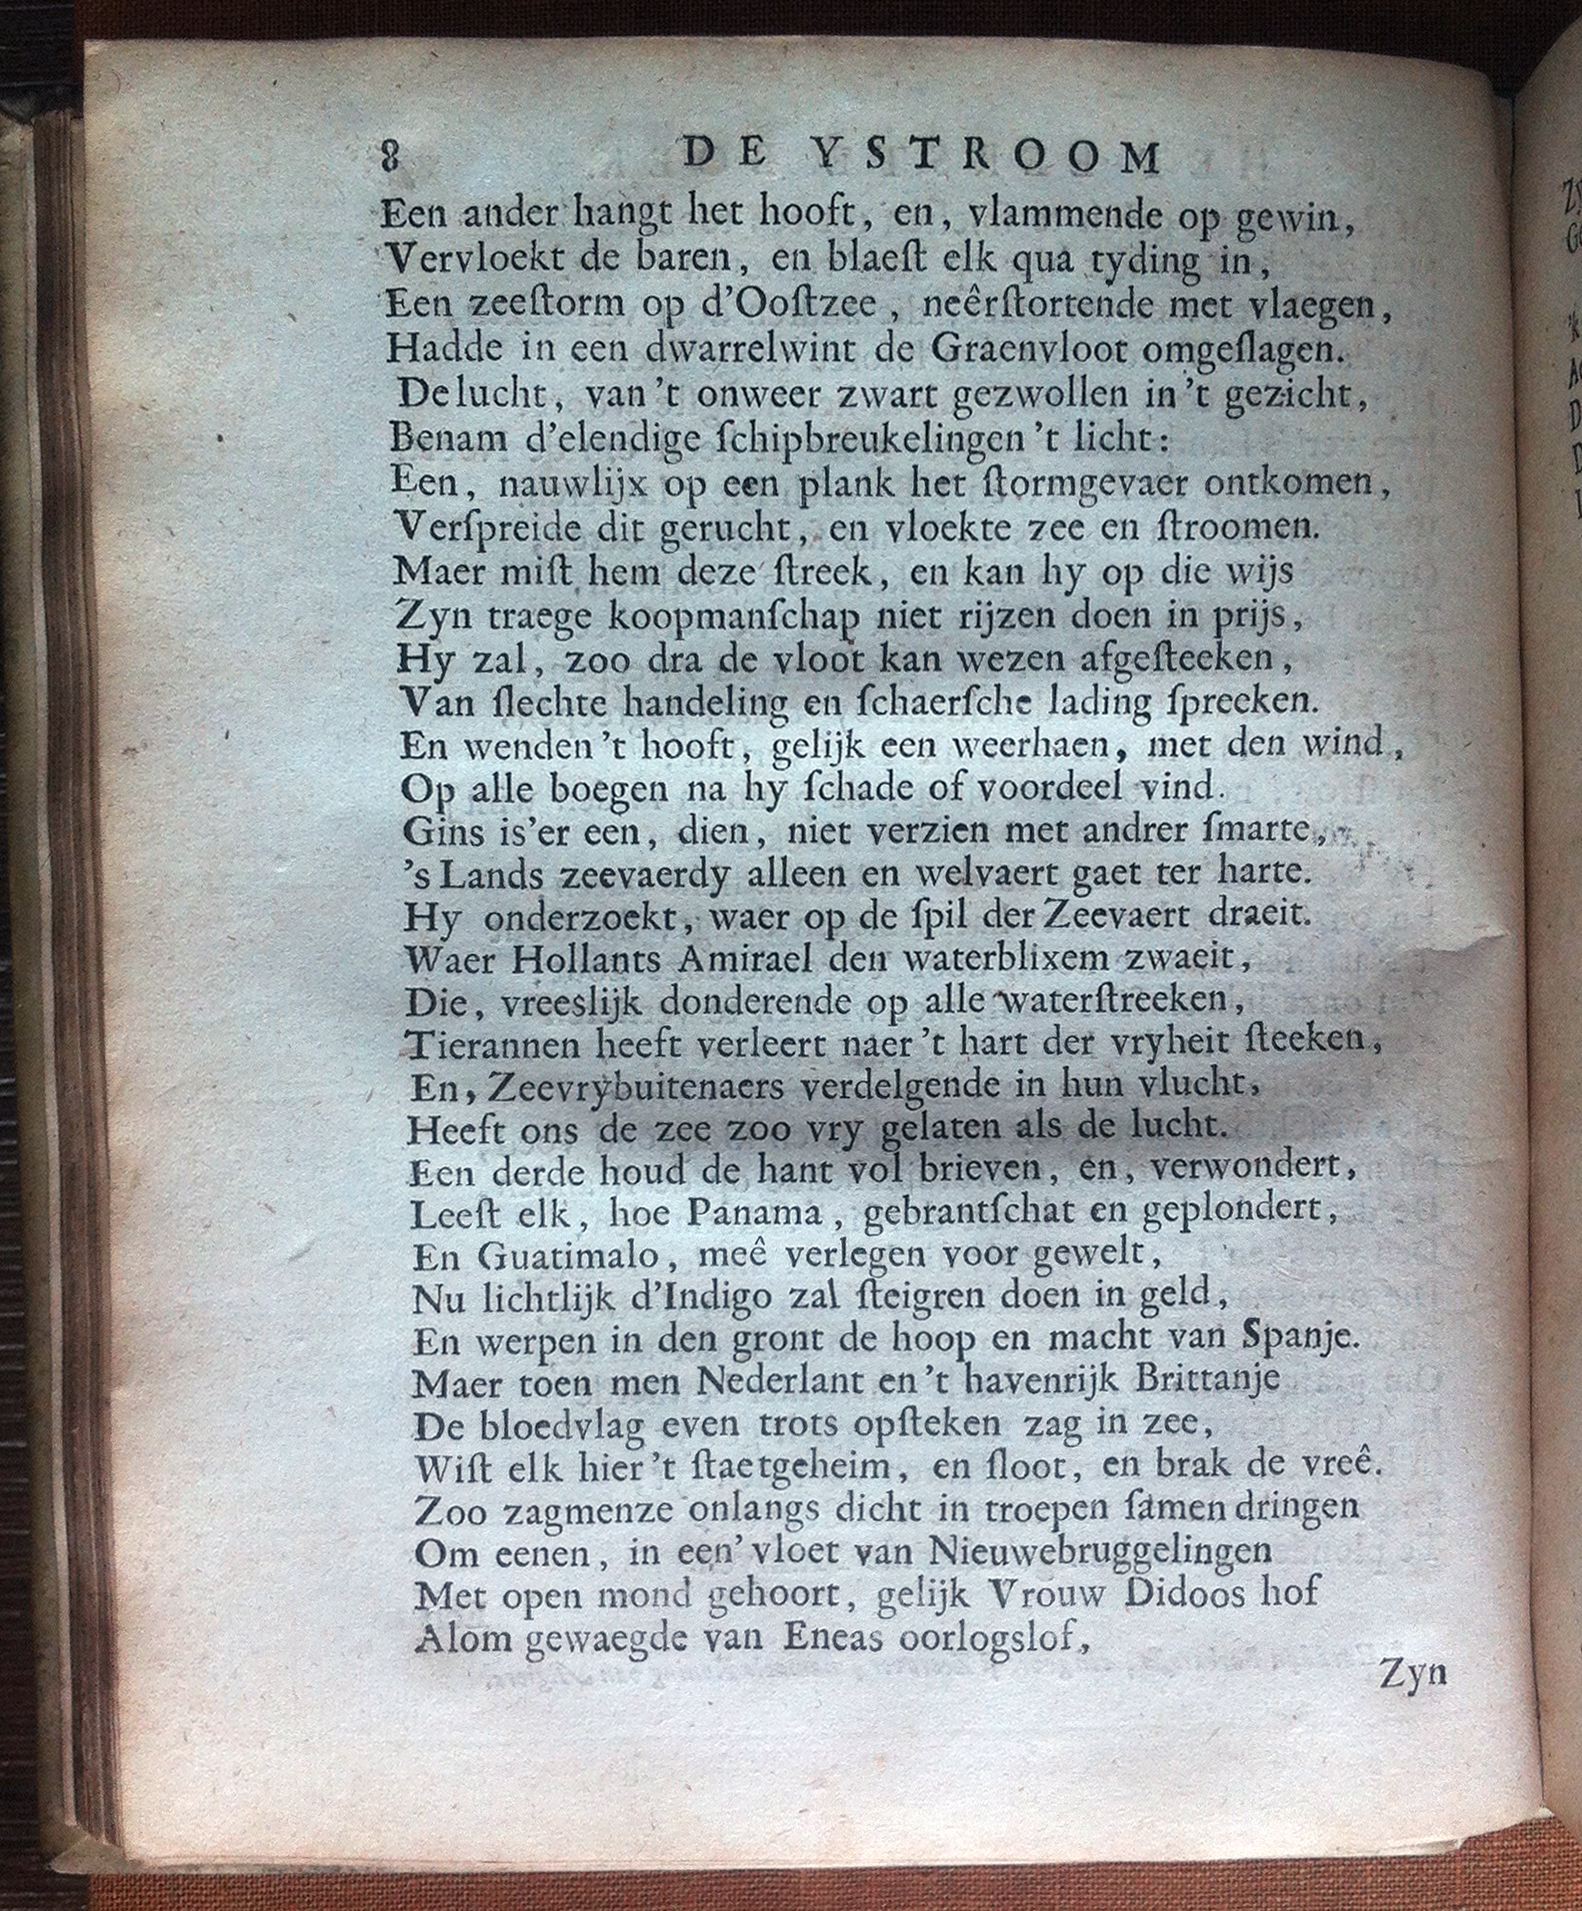 8 DE YSTROOM
Een ander hangt het hooft, en, vlammende op gewin,
Vervloekt de baren, en blaeſt elk qua tyding in,
Een zeeſtorm op d'Ooſtzee, neêrſtortende met vlaegen,
Hadde in een dwarrelwint de Graenvloot omgeſlagen.
De lucht, van 't onweer zwart gezwollen in 't gezicht,
Benam d'elendige ſchipbreukelingen 't licht:
Een, nauwlijx op een plank het ſtormgevaer ontkomen,
Verſpreide dit gerucht, en vloekte zee en ſtroomen.
Maer miſt hem deze ſtreek, en kan hy op die wijs
Zyn traege koopmanſchap niet rijzen doen in prijs,
Hy zal, zoo dra de vloot kan wezen afgeſteeken,
Van ſlechte handeling en ſchaerſche lading ſpreeken.
En wenden 't hooft, gelijk een weerhaen, met den wind,
Op alle boegen na hy ſchade of voordeel vind.
Gins is'er een, dien, niet verzien met andrer ſmarte,
's Lands zeevaerdy alleen en welvaert gaet ter harte.
Hy onderzoekt, waer op de ſpil der Zeevaert draeit.
Waer Hollants Amirael den waterblixem zwaeit,
Die, vreeslijk donderende op alle waterſtreeken,
Tierannen heeft verleert naer 't hart der vryheit ſteeken,
En, Zeevrybuitenaers verdelgende in hun vlucht,
Heeft ons de zee zoo vry gelaten als de lucht.
Een derde houd de hant vol brieven, en, verwondert,
Leeſt elk, hoe Panama, gebrantſchat en geplondert,
En Guatimalo, meê verlegen voor gewelt,
Nu lichtlijk d'Indigo zal ſteigren doen in geld,
En werpen in den gront de hoop en macht van Spanje.
Maer toen men Nederlant en 't havenrijk Brittanje
De bloedvlag even trots opſteken zag in zee,
Wiſt elk hier 't ſtaetgeheim, en ſloot, en brak de vreê.
Zoo zagmenze onlangs dicht in troepen ſamen dringen
Om eenen, in een' vloet van Nieuwebruggelingen
Met open mond gehoort, gelijk Vrouw Didoos hof
Alom gewaegde van Eneas oorlogslof,
Zyn